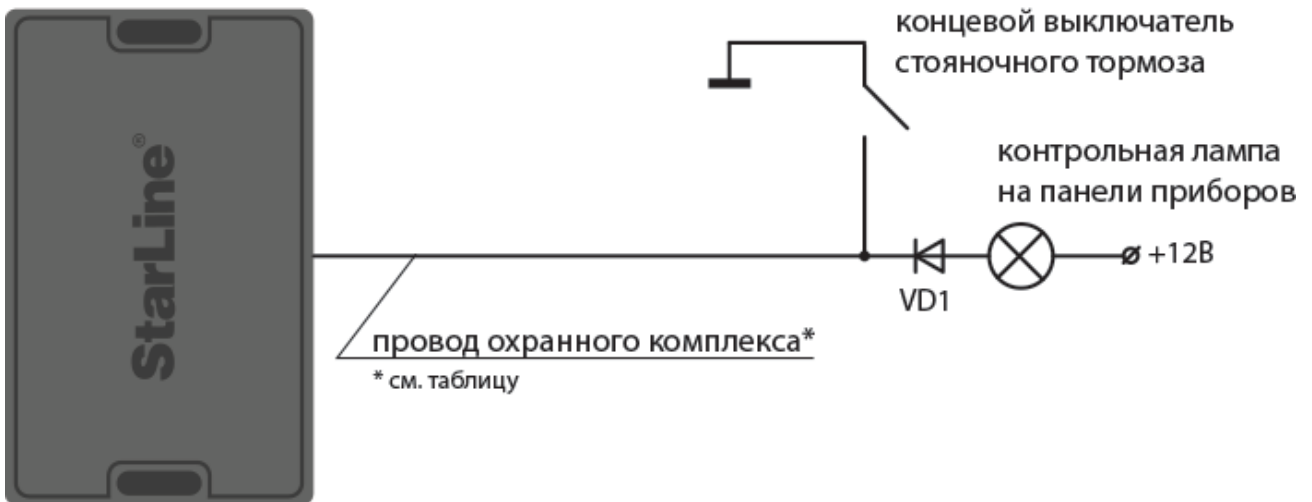 концевой выключатель
стояночного тормоза
контрольная лампа
на панели приборов
+12В
VD1
провод охранного комплекса*
* см. таблицу
StarLine®